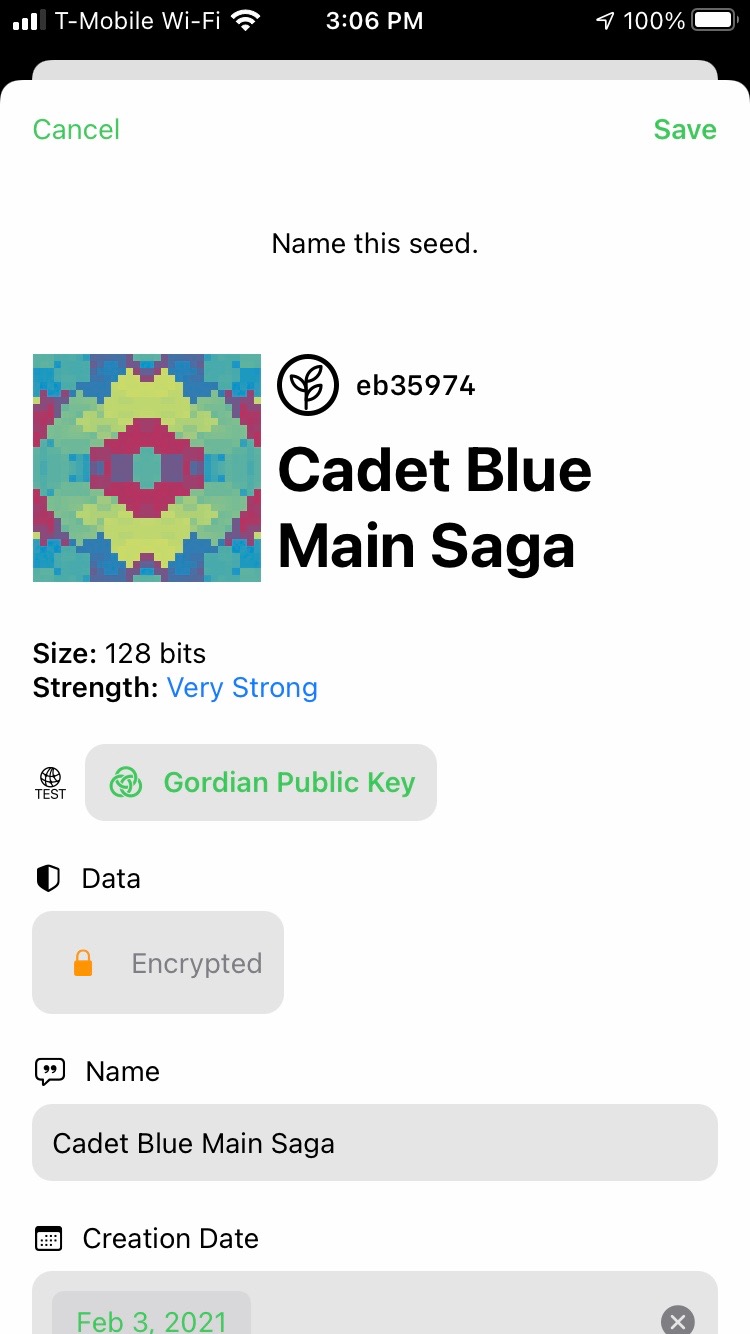 T-Mobile Wi-Fi 3:06 PM 100%
Cancel Save
Name this seed.
eb35974
Cadet Blue
Main Saga
Size: 128 bits
Strength: Very Strong
TEST Gordian Public Key
Data
Encrypted
Name
Cadet Blue Main Saga
Creation Date
Feb 3, 2021